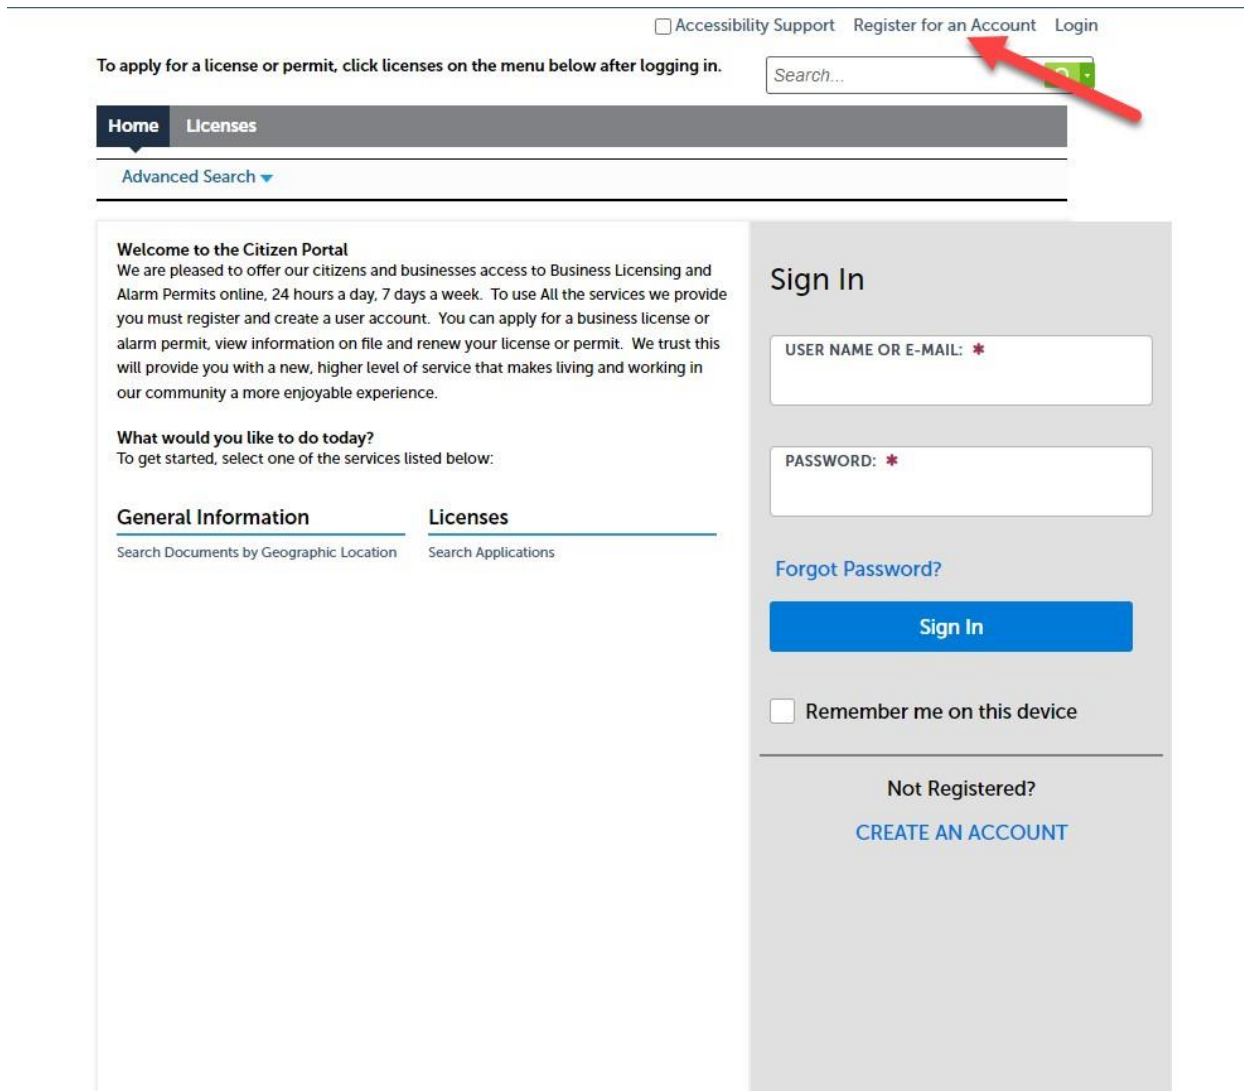 Accessibility Support Register for an Account Login
To apply for a license or permit, click licenses on the menu below after logging in.
Search...
Home Licenses
Advanced Search
Welcome to the Citizen Portal
We are pleased to offer our citizens and businesses access to Business Licensing and
Alarm Permits online, 24 hours a day, 7 days a week. To use All the services we provide
you must register and create a user account. You can apply for a business license or
alarm permit, view information on file and renew your license or permit. We trust this
will provide you with a new, higher level of service that makes living and working in
our community a more enjoyable experience.
What would you like to do today?
To get started, select one of the services listed below:
General Information
Search Documents by Geographic Location
Licenses
Search Applications
Sign In
USER NAME OR E-MAIL: *
PASSWORD: *
Forgot Password?
Sign In
Remember me on this device
Not Registered?
CREATE AN ACCOUNT